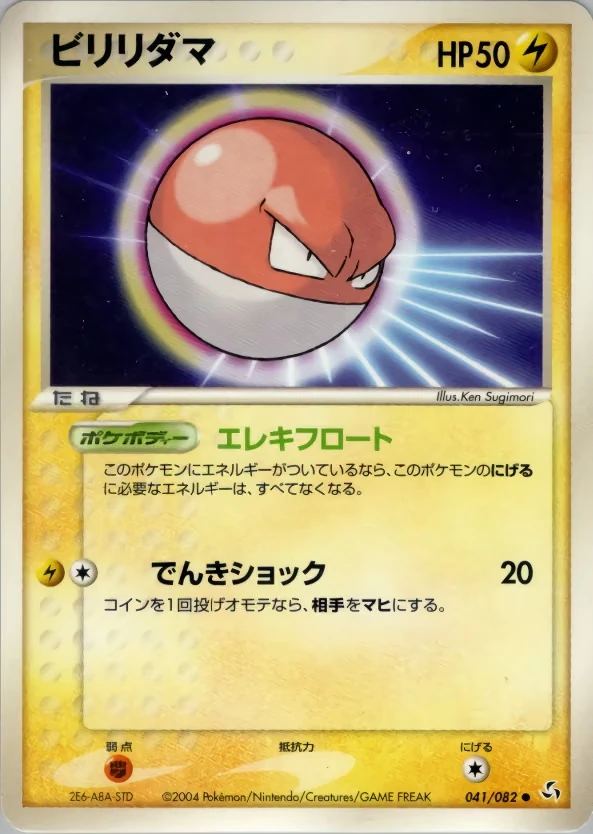 ビリリダマ HP50
たね Illus.Ken Sugimori
ポケボディー エレキフロート
このポケモンにエネルギーがついているなら、このポケモンのにげる
に必要なエネルギーは、すべてなくなる。
でんきショック 20
コインを1回投げオモテなら、相手をマヒにする。
弱点 抵抗力 にげる
2E6-A8A-STD ©2004 Pokémon/Nintendo/Creatures/GAME FREAK 041/082